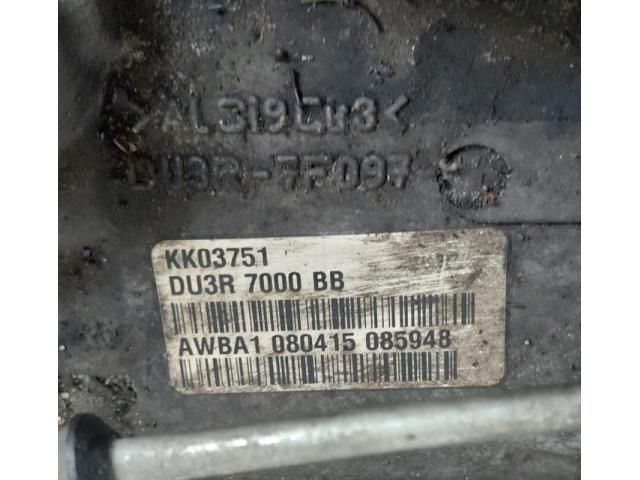 >AL319Cu3<
DU3R-7F097
KK03751
DU3R 7000 BB
AWBA1 080415 085948